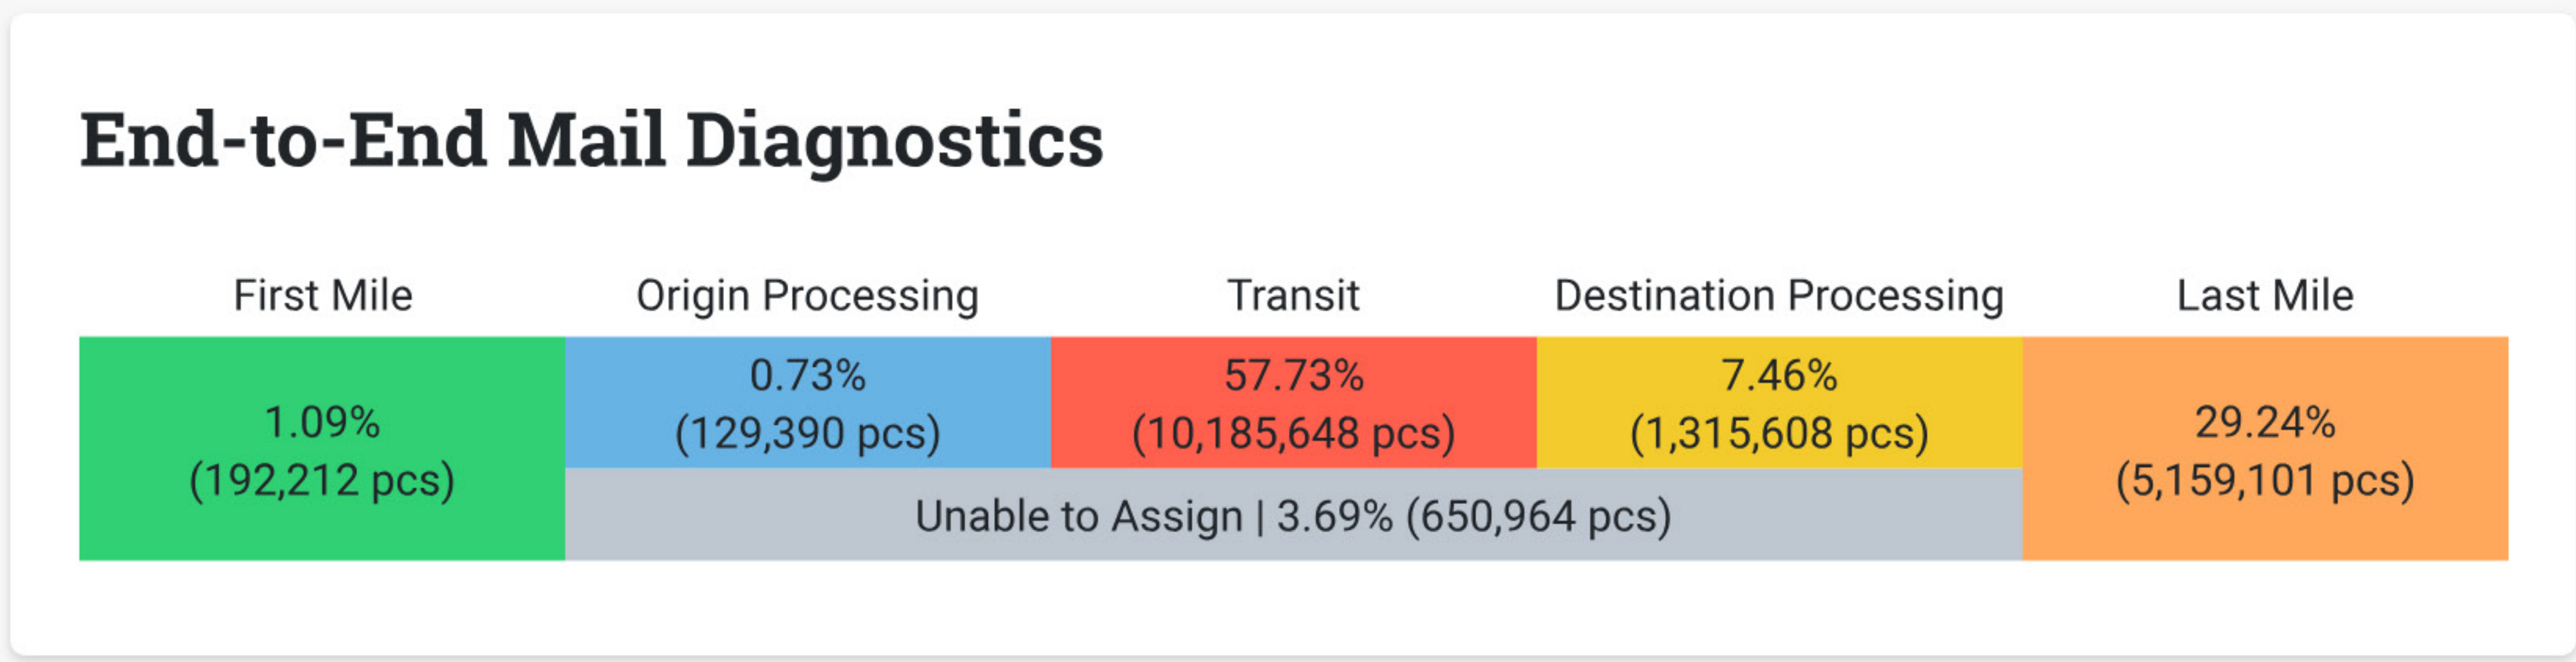 End-to-End Mail Diagnostics
First Mile
Origin Processing
Transit
Destination Processing
Last Mile
1.09%
(192,212 pcs)
0.73%
(129,390 pcs)
57.73%
(10,185,648 pcs)
7.46%
(1,315,608 pcs)
29.24%
(5,159,101 pcs)
Unable to Assign | 3.69% (650,964 pcs)